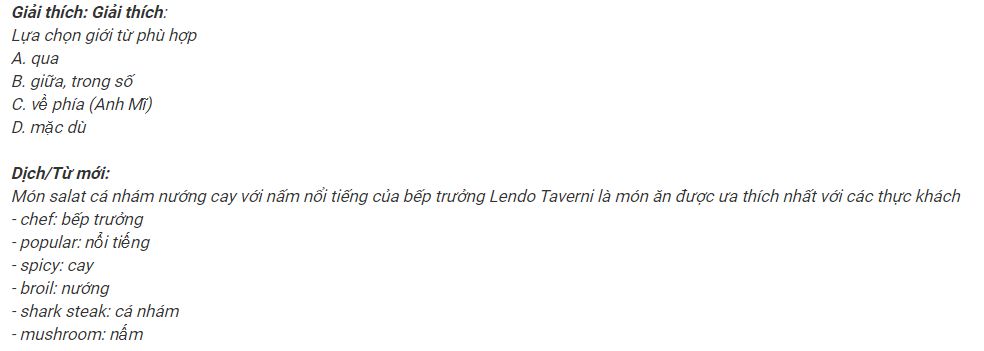 Giải thích: Giải thích:
Lựa chọn giới từ phù hợp
A. qua
B. giữa, trong số
C. về phía (Anh Mĩ)
D. mặc dù
Dịch/Từ mới:
Món salat cá nhám nướng cay với nấm nổi tiếng của bếp trưởng Lendo Taverni là món ăn được ưa thích nhất với các thực khách
- chef: bếp trưởng
- popular: nổi tiếng
- spicy: cay
- broil: nướng
- shark steak: cá nhám
- mushroom: nấm